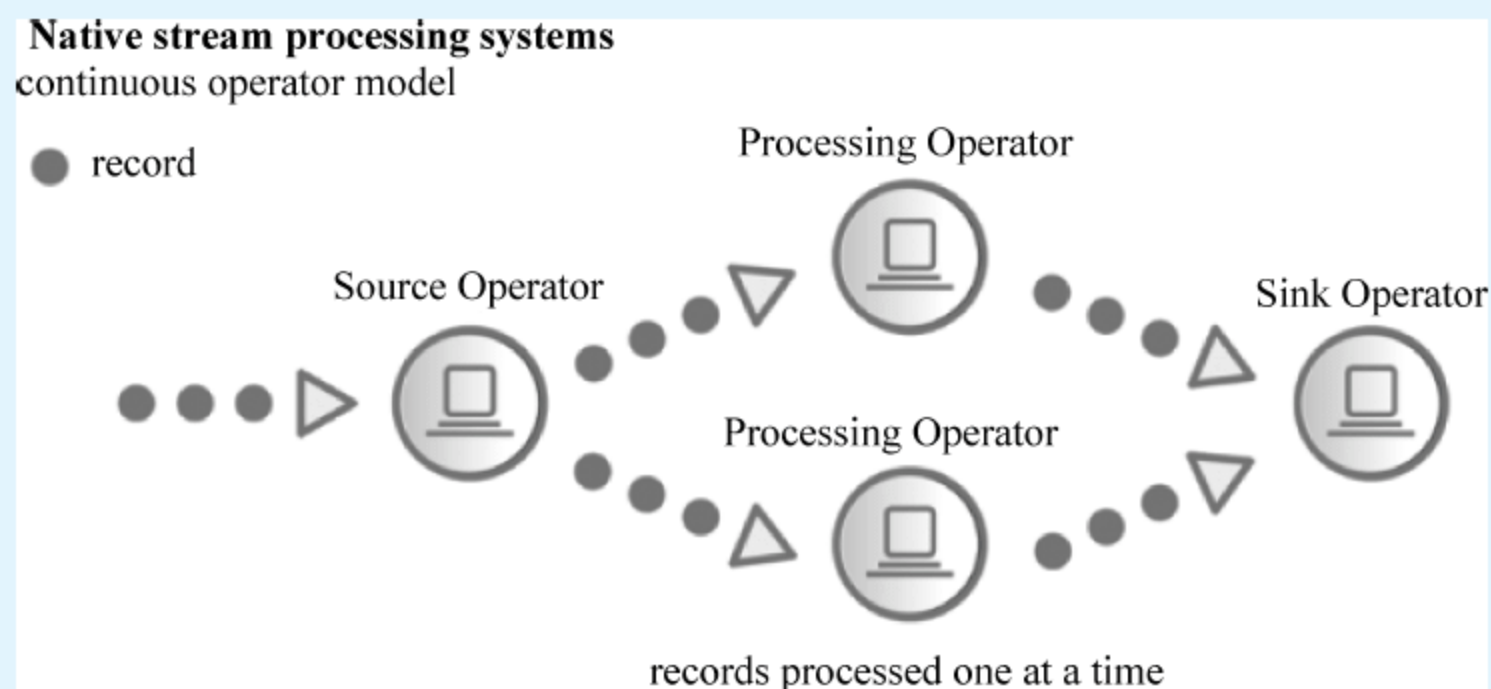 Native stream processing systems
continuous operator model
record
Processing Operator
Source Operator
Sink Operator
Processing Operator
records processed one at a time